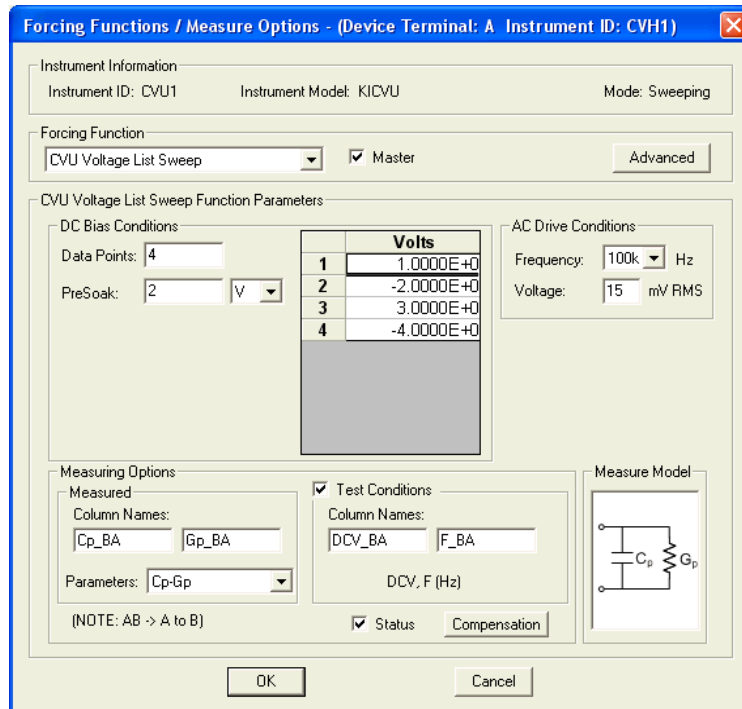 Forcing Functions / Measure Options - (Device Terminal: A Instrument ID: CVH1)
Instrument Information
Instrument ID: CVU1 Instrument Model: KICVU Mode: Sweeping
Forcing Function
CVU Voltage List Sweep Master Advanced
CVU Voltage List Sweep Function Parameters
DC Bias Conditions
Data Points: 4
PreSoak: 2 V
Volts
1 1.0000E+0
2 -2.0000E+0
3 3.0000E+0
4 -4.0000E+0
AC Drive Conditions
Frequency: 100k Hz
Voltage: 15 mV RMS
Measuring Options
Measured
Column Names:
Cp_BA Gp_BA
Parameters: Cp-Gp
(NOTE: AB -> A to B)
Test Conditions
Column Names:
DCV_BA F_BA
DCV, F (Hz)
Status Compensation
Measure Model
Cp Gp
OK Cancel